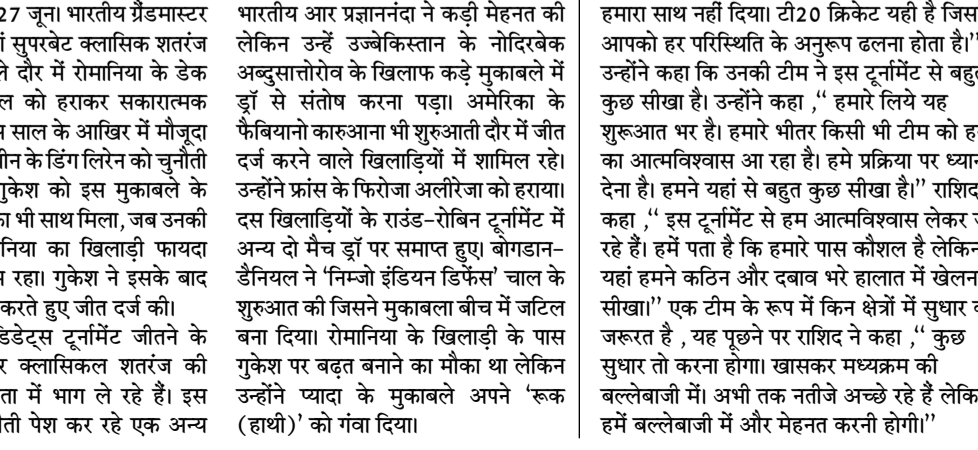 27 जून। भारतीय ग्रैंडमास्टर
सुपरबेट क्लासिक शतरंज
दौर में रोमानिया के डेक
को हराकर सकारात्मक
साल के आखिर में मौजूदा
के डिंग लिरेन को चुनौती
गुकेश को इस मुकाबले के
भी साथ मिला, जब उनकी
का खिलाड़ी फायदा
रहा। गुकेश ने इसके बाद
करते हुए जीत दर्ज की।
टूर्नामेंट जीतने के
क्लासिकल शतरंज की
में भाग ले रहे हैं। इस
पेश कर रहे एक अन्य
भारतीय आर प्रज्ञाननंदा ने कड़ी मेहनत की
लेकिन उन्हें उज्बेकिस्तान के नोदिरबेक
अब्दुसात्तोरोव के खिलाफ कड़े मुकाबले में
ड्रॉ से संतोष करना पड़ा। अमेरिका के
फैबियानो कारुआना भी शुरुआती दौर में जीत
दर्ज करने वाले खिलाड़ियों में शामिल रहे।
उन्होंने फ्रांस के फिरोजा अलीरेजा को हराया।
दस खिलाड़ियों के राउंड-रोबिन टूर्नामेंट में
अन्य दो मैच ड्रॉ पर समाप्त हुए। बोगडान-
डैनियल ने ‘निम्जो इंडियन डिफेंस’ चाल के
शुरुआत की जिसने मुकाबला बीच में जटिल
बना दिया। रोमानिया के खिलाड़ी के पास
गुकेश पर बढ़त बनाने का मौका था लेकिन
उन्होंने प्यादा के मुकाबले अपने ‘रूक
(हाथी)’ को गंवा दिया।
हमारा साथ नहीं दिया। टी20 क्रिकेट यही है
आपको हर परिस्थिति के अनुरूप ढलना होता है।’’
उन्होंने कहा कि उनकी टीम ने इस टूर्नामेंट से
कुछ सीखा है। उन्होंने कहा ,‘‘ हमारे लिये यह
शुरूआत भर है। हमारे भीतर किसी भी टीम को
का आत्मविश्वास आ रहा है। हमे प्रक्रिया पर
देना है। हमने यहां से बहुत कुछ सीखा है।’’ राशिद
कहा ,‘‘ इस टूर्नामेंट से हम आत्मविश्वास लेकर
रहे हैं। हमें पता है कि हमारे पास कौशल है लेकिन
यहां हमने कठिन और दबाव भरे हालात में
सीखा।’’ एक टीम के रूप में किन क्षेत्रों में सुधार
जरूरत है , यह पूछने पर राशिद ने कहा ,‘‘ कुछ
सुधार तो करना होगा। खासकर मध्यक्रम की
बल्लेबाजी में। अभी तक नतीजे अच्छे रहे हैं
हमें बल्लेबाजी में और मेहनत करनी होगी।’’